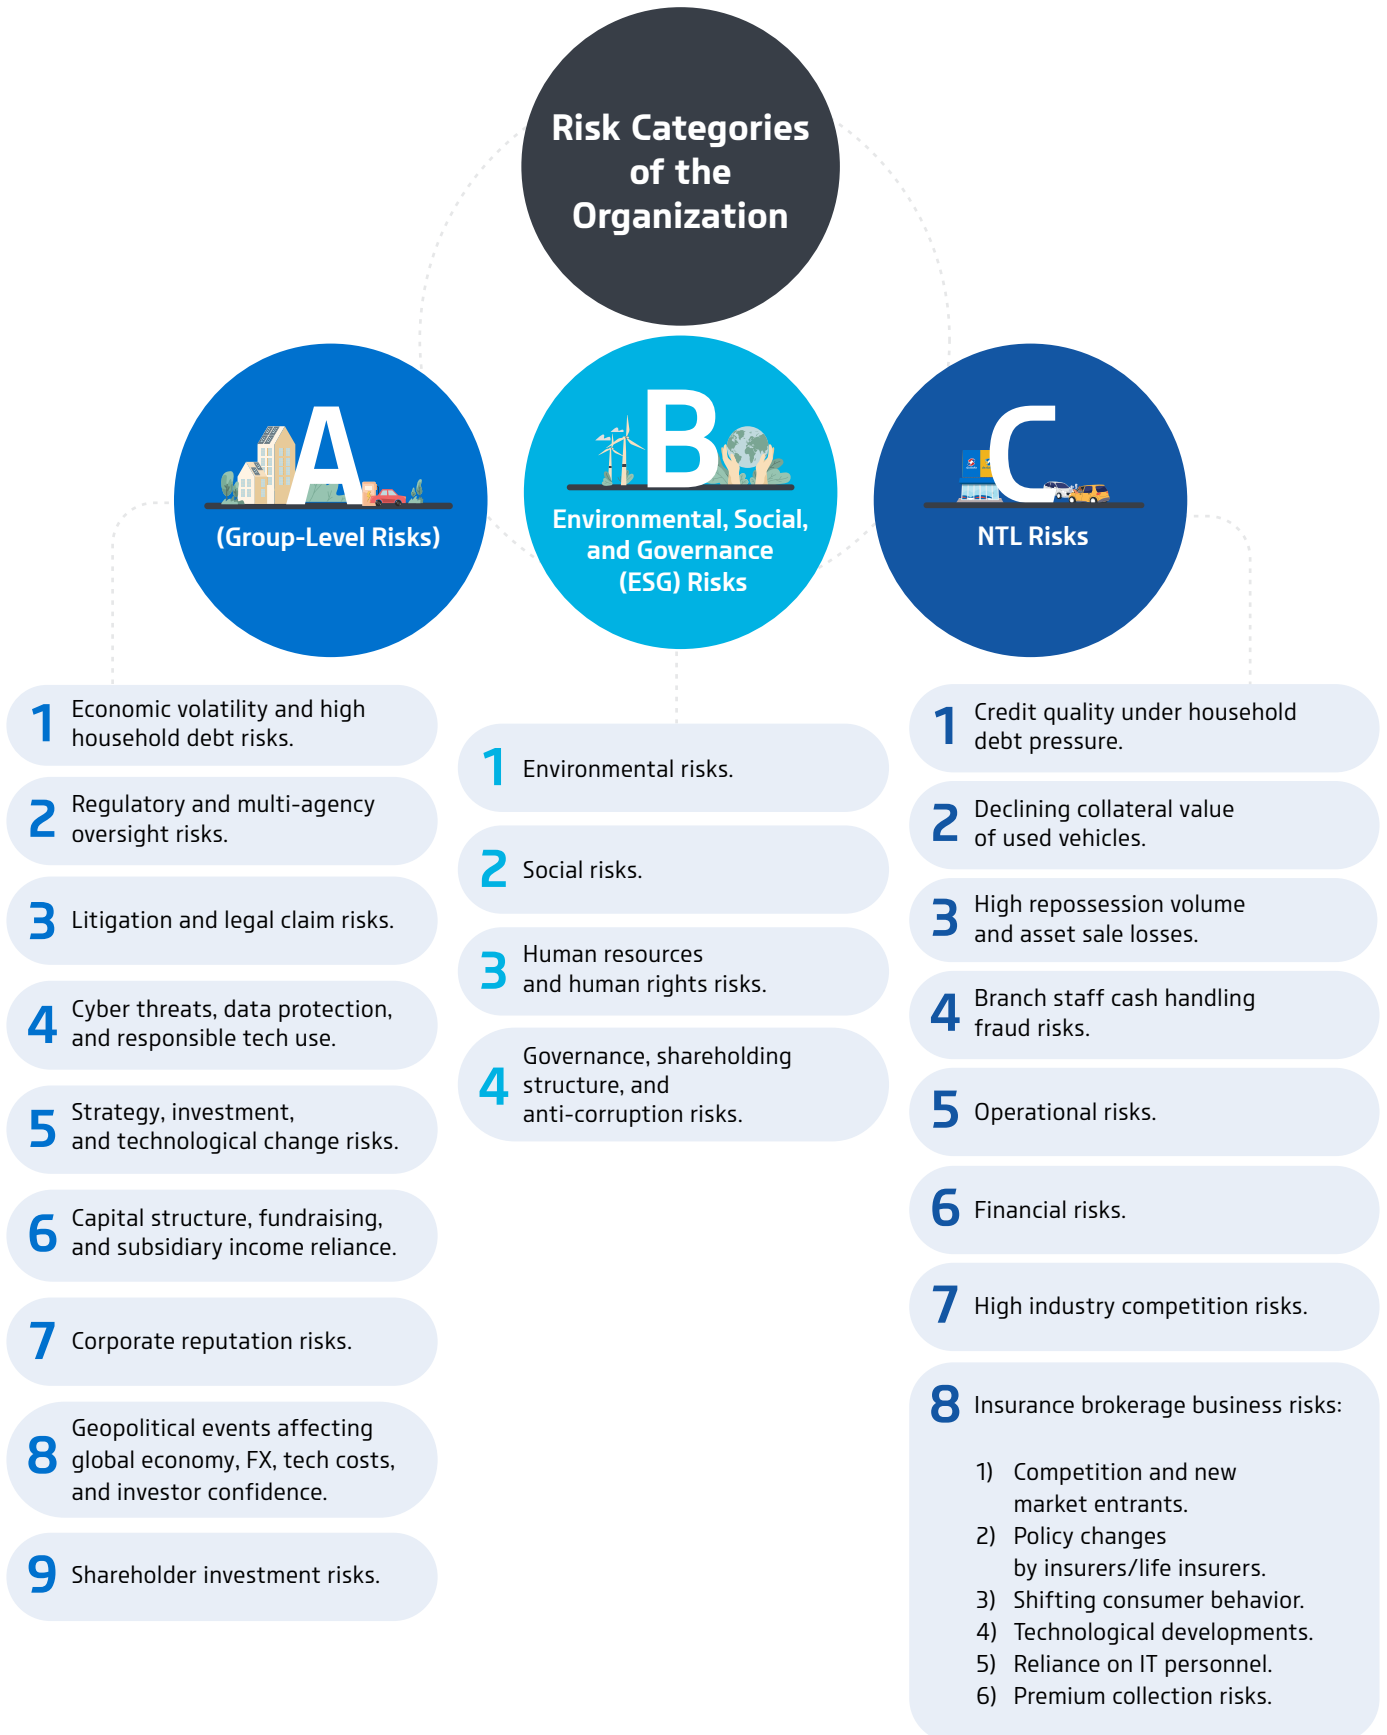 Risk Categories
of the
Organization
A
(Group-Level Risks)
B
Environmental, Social,
and Governance
(ESG) Risks
C
NTL Risks
1 Economic volatility and high
household debt risks.
2 Regulatory and multi-agency
oversight risks.
3 Litigation and legal claim risks.
4 Cyber threats, data protection,
and responsible tech use.
5 Strategy, investment,
and technological change risks.
6 Capital structure, fundraising,
and subsidiary income reliance.
7 Corporate reputation risks.
8 Geopolitical events affecting
global economy, FX, tech costs,
and investor confidence.
9 Shareholder investment risks.
1 Environmental risks.
2 Social risks.
3 Human resources
and human rights risks.
4 Governance, shareholding
structure, and
anti-corruption risks.
1 Credit quality under household
debt pressure.
2 Declining collateral value
of used vehicles.
3 High repossession volume
and asset sale losses.
4 Branch staff cash handling
fraud risks.
5 Operational risks.
6 Financial risks.
7 High industry competition risks.
8 Insurance brokerage business risks:
1) Competition and new
market entrants.
2) Policy changes
by insurers/life insurers.
3) Shifting consumer behavior.
4) Technological developments.
5) Reliance on IT personnel.
6) Premium collection risks.